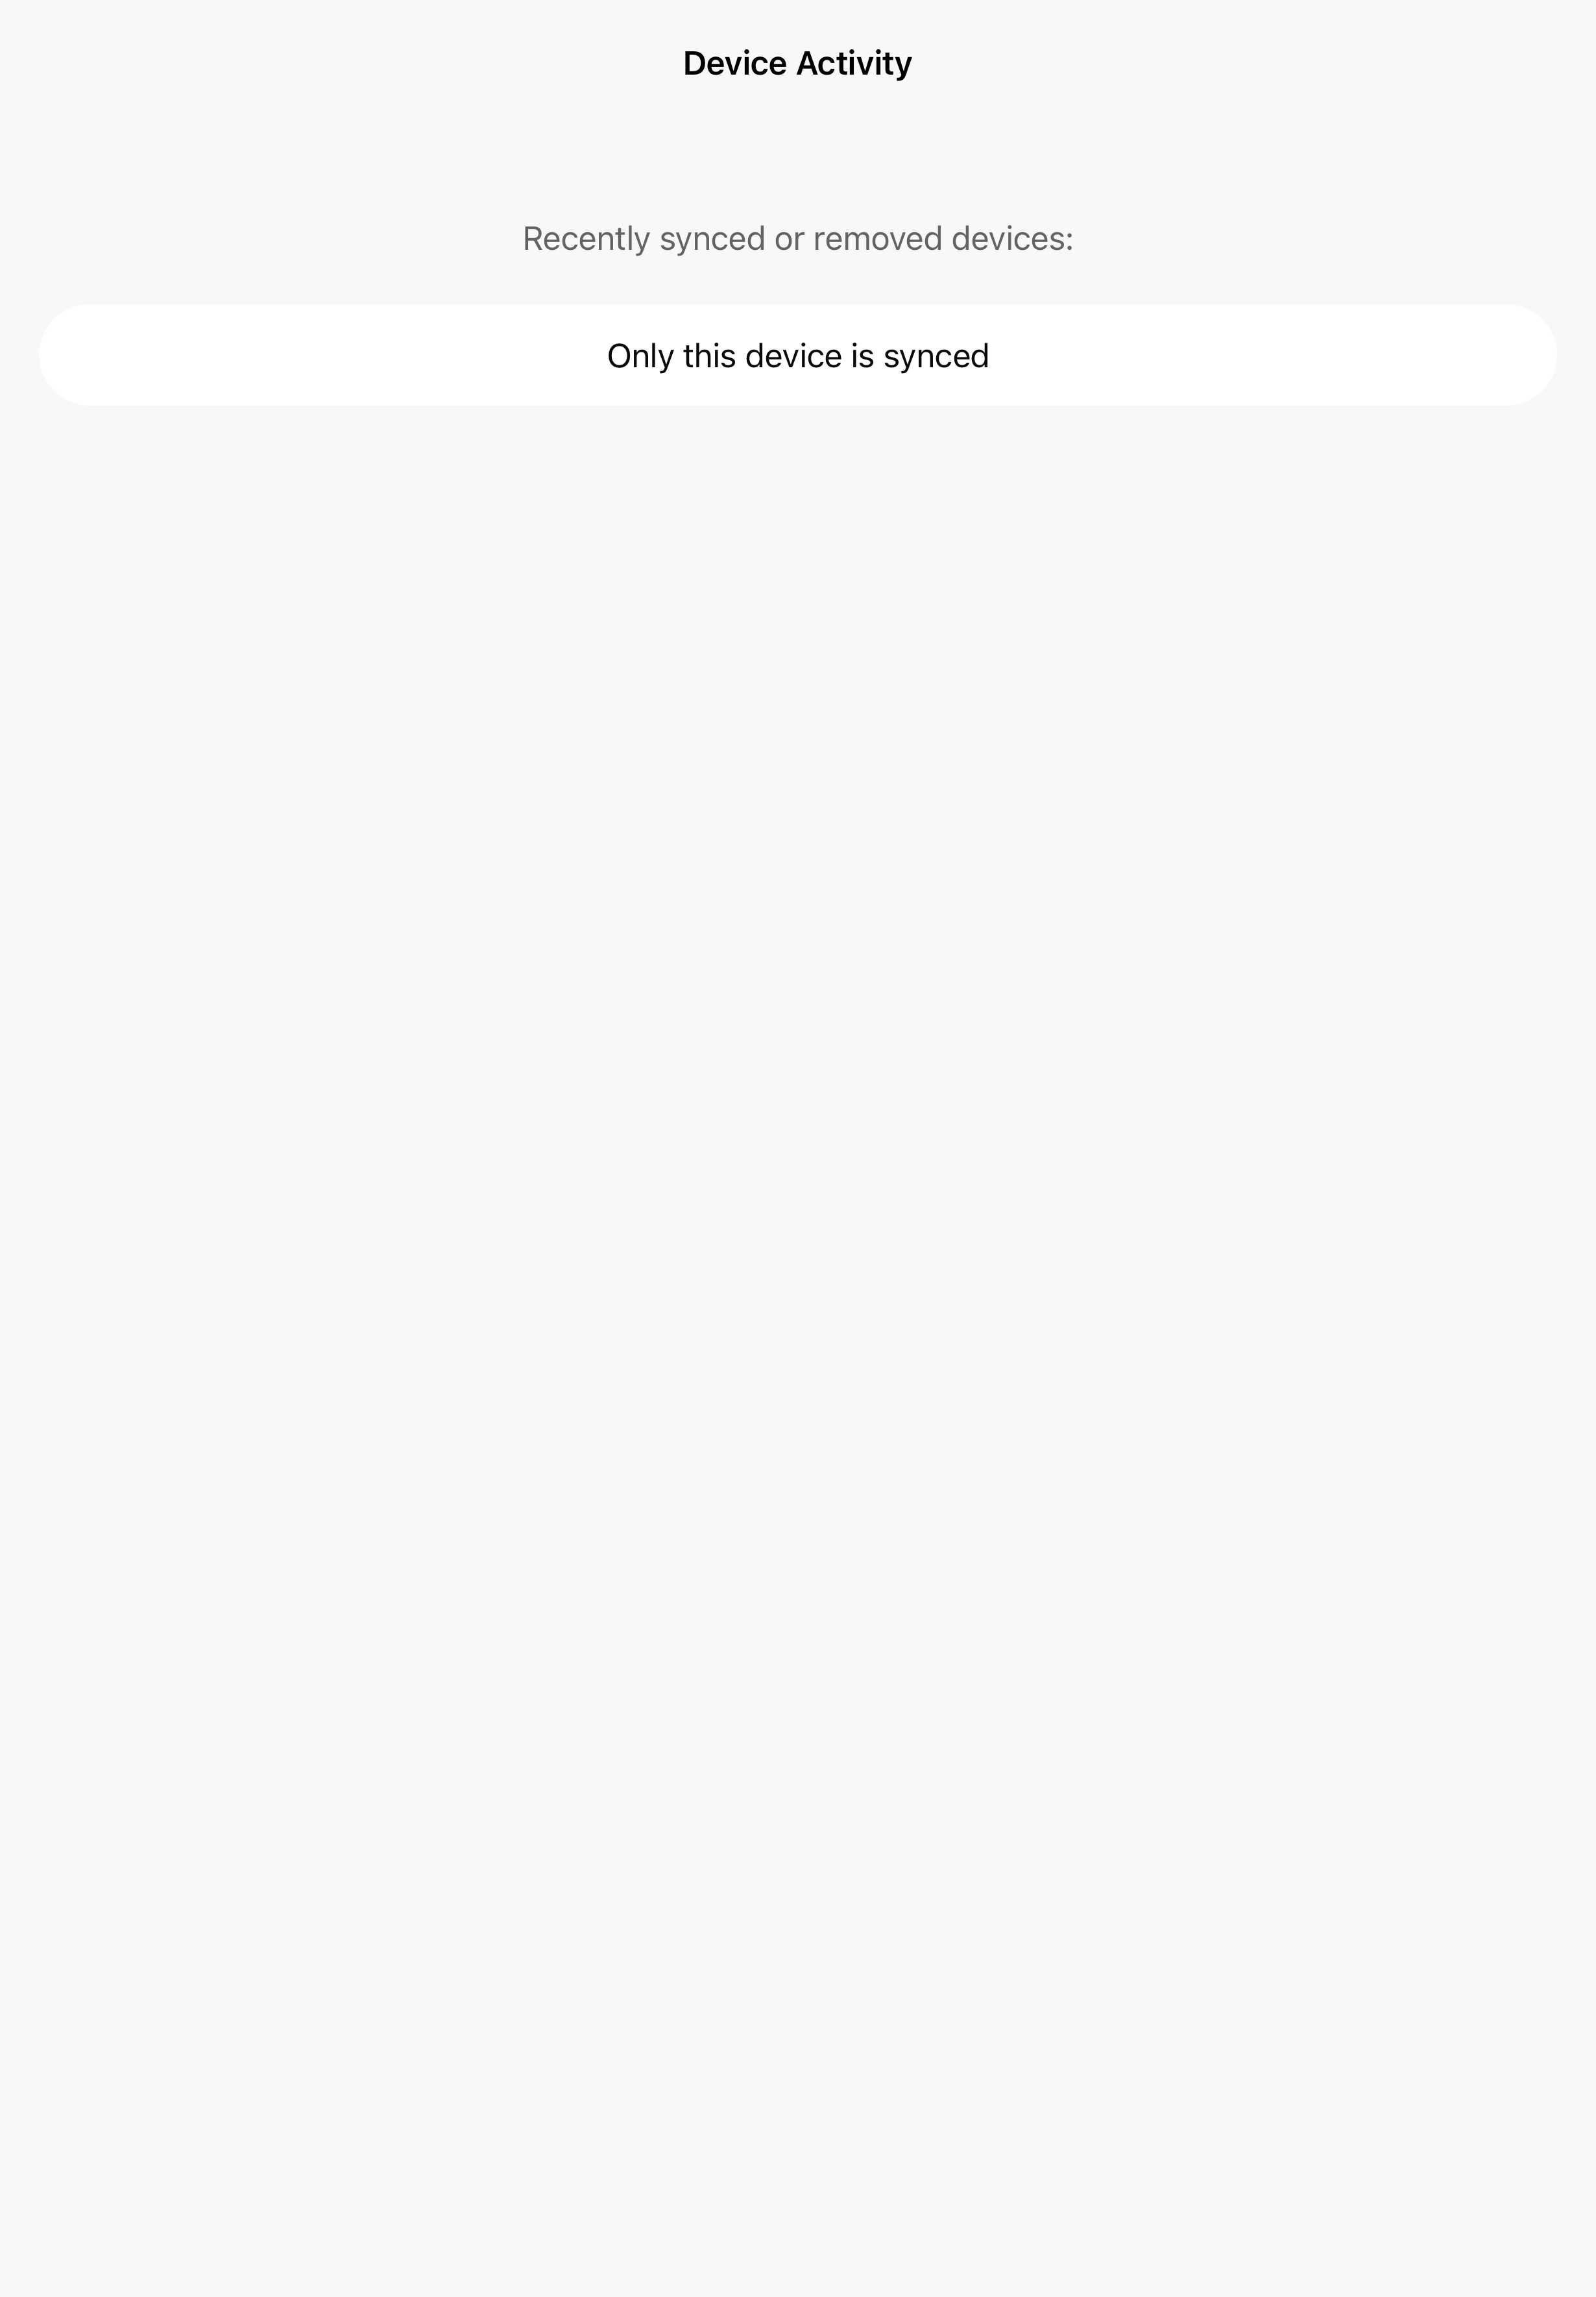 Device Activity
Recently synced or removed devices:
Only this device is synced